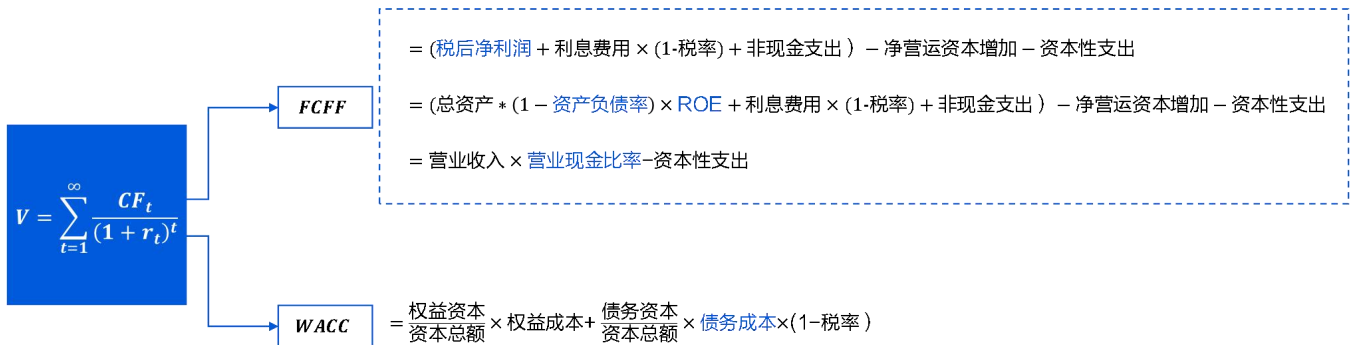 = (税后净利润 + 利息费用 × (1-税率) + 非现金支出 ) − 净营运资本增加 − 资本性支出
FCFF
= (总资产 * (1 − 资产负债率) × ROE + 利息费用 × (1-税率) + 非现金支出 ) − 净营运资本增加 − 资本性支出
= 营业收入 × 营业现金比率−资本性支出
V = ∑_{t=1}^{∞} CF_t / (1 + r_t)^t
WACC
= 权益资本/资本总额 × 权益成本+ 债务资本/资本总额 × 债务成本×(1−税率 )